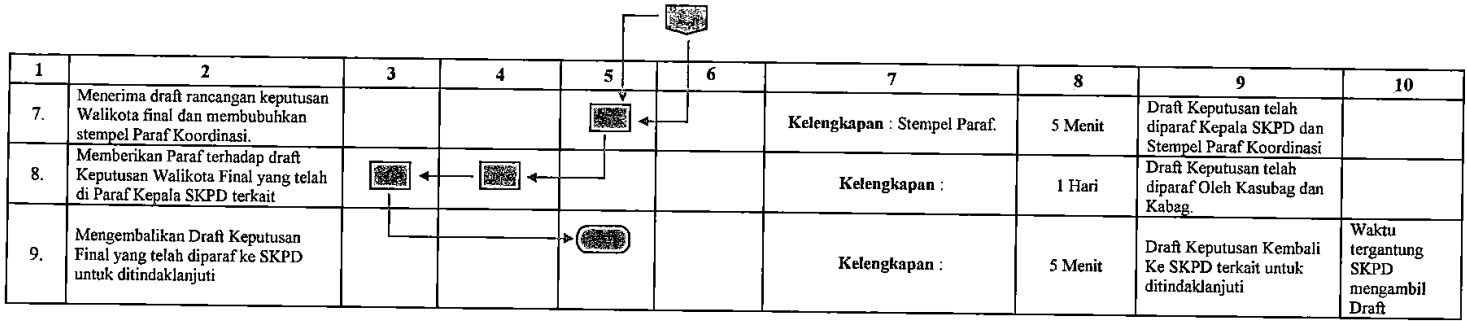 1 2 3 4 5 6 7 8 9 10
7.
Menerima draft rancangan keputusan
Walikota final dan membubuhkan
stempel Paraf Koordinasi.
Kelengkapan : Stempel Paraf.
5 Menit
Draft Keputusan telah
diparaf Kepala SKPD dan
Stempel Paraf Koordinasi
8.
Memberikan Paraf terhadap draft
Keputusan Walikota Final yang telah
di Paraf Kepala SKPD terkait
Kelengkapan :
1 Hari
Draft Keputusan telah
diparaf Oleh Kasubag dan
Kabag.
9.
Mengembalikan Draft Keputusan
Final yang telah diparaf ke SKPD
untuk ditindaklanjuti
Kelengkapan :
5 Menit
Draft Keputusan Kembali
Ke SKPD terkait untuk
ditindaklanjuti
Waktu
tergantung
SKPD
mengambil
Draft